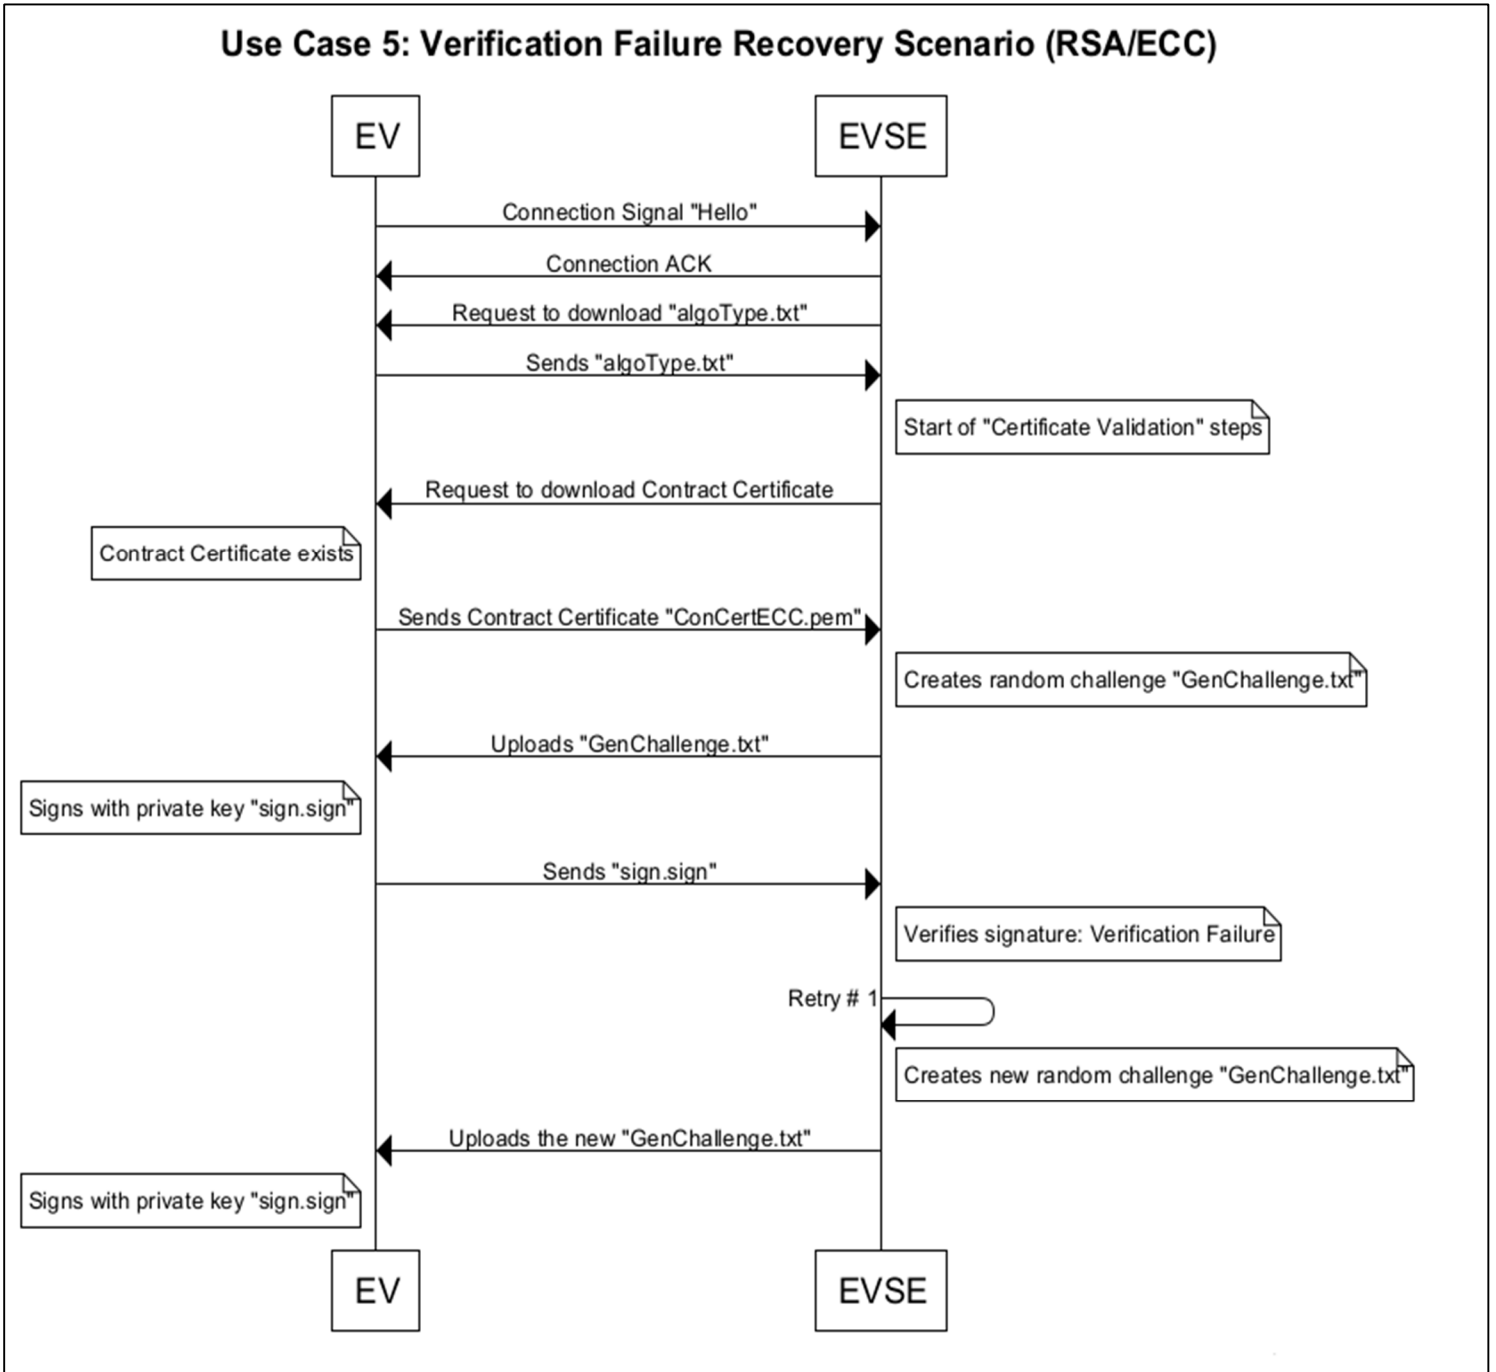 Use Case 5: Verification Failure Recovery Scenario (RSA/ECC)
EV
EVSE
Connection Signal "Hello"
Connection ACK
Request to download "algoType.txt"
Sends "algoType.txt"
Start of "Certificate Validation" steps
Request to download Contract Certificate
Contract Certificate exists
Sends Contract Certificate "ConCertECC.pem"
Creates random challenge "GenChallenge.txt"
Uploads "GenChallenge.txt"
Signs with private key "sign.sign"
Sends "sign.sign"
Verifies signature: Verification Failure
Retry # 1
Creates new random challenge "GenChallenge.txt"
Uploads the new "GenChallenge.txt"
Signs with private key "sign.sign"
EV
EVSE